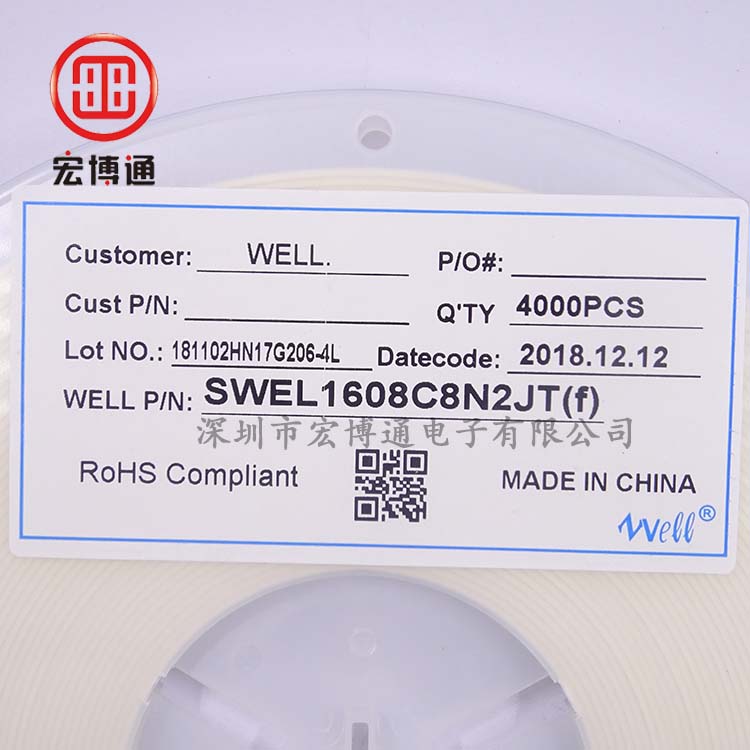 宏博通
Customer: WELL. P/O#:
Cust P/N: Q'TY 4000PCS
Lot NO.: 181102HN17G206-4L Datecode: 2018.12.12
WELL P/N: SWEL1608C8N2JT(f)
深圳市宏博通电子有限公司
RoHS Compliant MADE IN CHINA
Well®